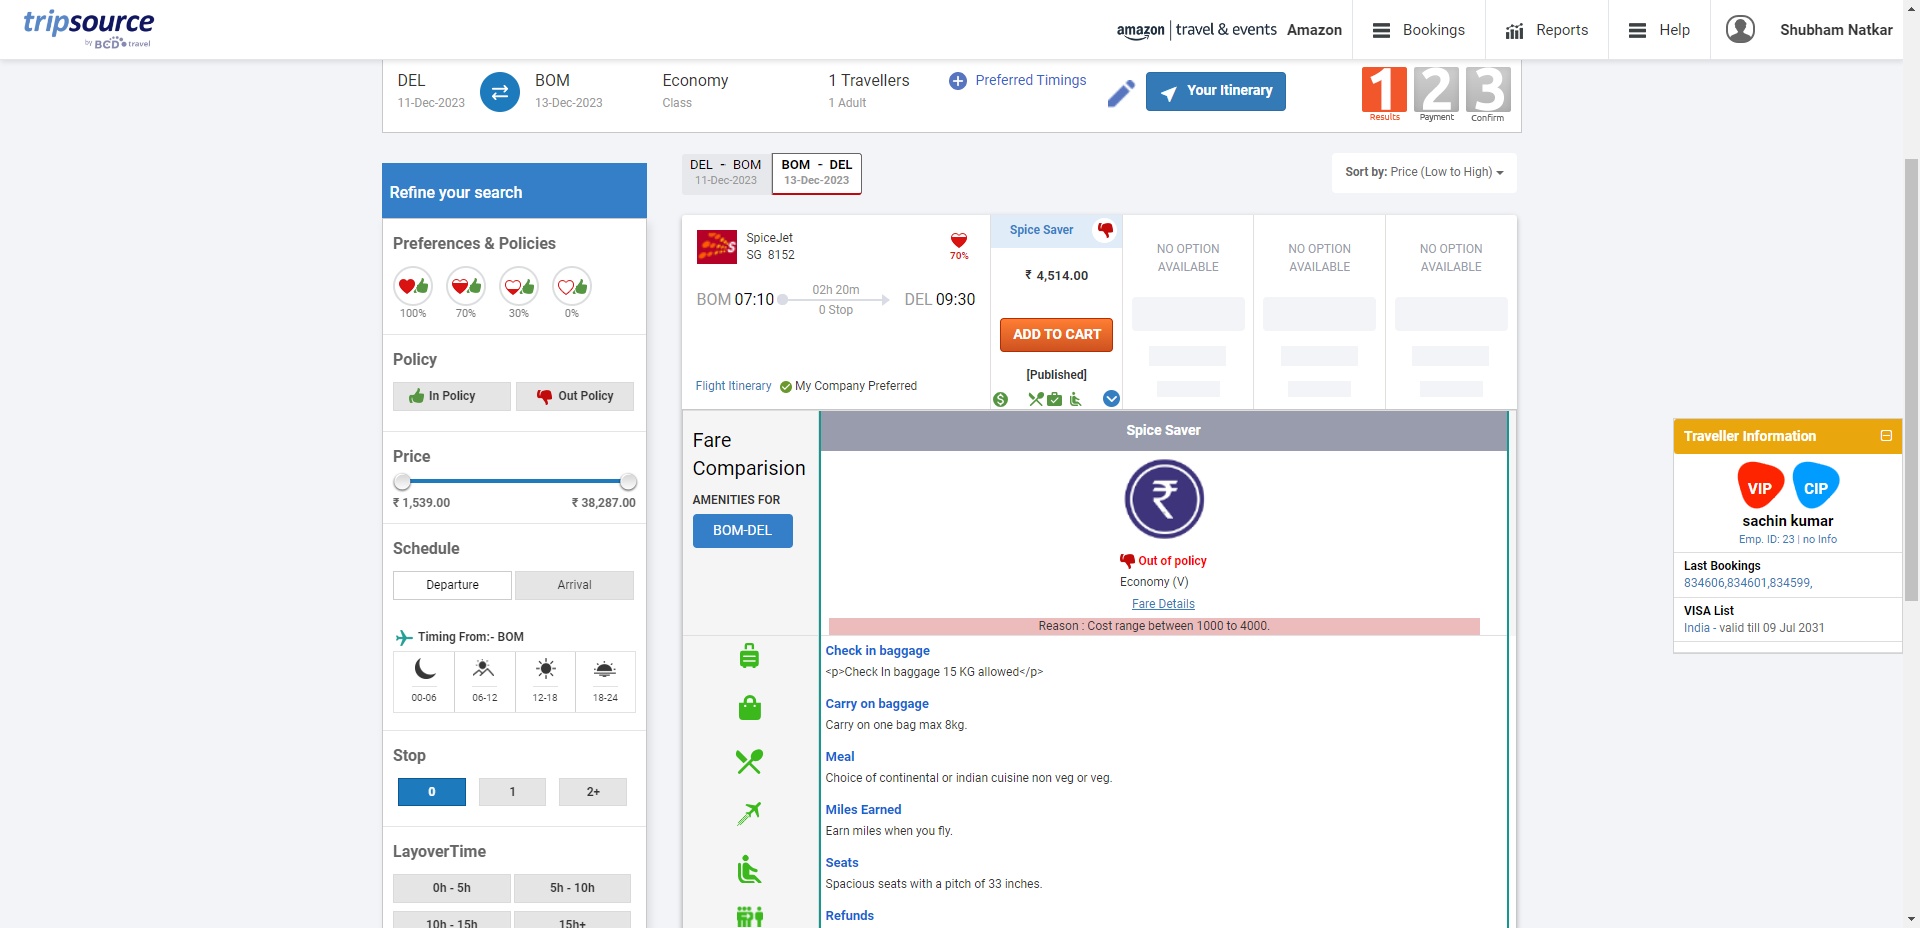 tripsource
by BCD travel
amazon | travel & events Amazon
Bookings
Reports
Help
Shubham Natkar
DEL
11-Dec-2023
BOM
13-Dec-2023
Economy
Class
1 Travellers
1 Adult
Preferred Timings
Your Itinerary
1 2 3
Results Payment Confirm
DEL - BOM
11-Dec-2023
BOM - DEL
13-Dec-2023
Sort by: Price (Low to High)
Refine your search
Preferences & Policies
100% 70% 30% 0%
Policy
In Policy Out Policy
Price
₹ 1,539.00 ₹ 38,287.00
Schedule
Departure Arrival
Timing From:- BOM
00-06 06-12 12-18 18-24
Stop
0 1 2+
LayoverTime
0h - 5h 5h - 10h
10h - 15h 15h+
SpiceJet
SG 8152
70%
BOM 07:10
02h 20m
0 Stop
DEL 09:30
Flight Itinerary
My Company Preferred
Spice Saver
₹ 4,514.00
ADD TO CART
[Published]
NO OPTION
AVAILABLE
NO OPTION
AVAILABLE
NO OPTION
AVAILABLE
Fare
Comparision
AMENITIES FOR
BOM-DEL
Spice Saver
Out of policy
Economy (V)
Fare Details
Reason : Cost range between 1000 to 4000.
Check in baggage
<p>Check In baggage 15 KG allowed</p>
Carry on baggage
Carry on one bag max 8kg.
Meal
Choice of continental or indian cuisine non veg or veg.
Miles Earned
Earn miles when you fly.
Seats
Spacious seats with a pitch of 33 inches.
Refunds
Traveller Information
VIP CIP
sachin kumar
Emp. ID: 23 | no Info
Last Bookings
834606,834601,834599,
VISA List
India - valid till 09 Jul 2031